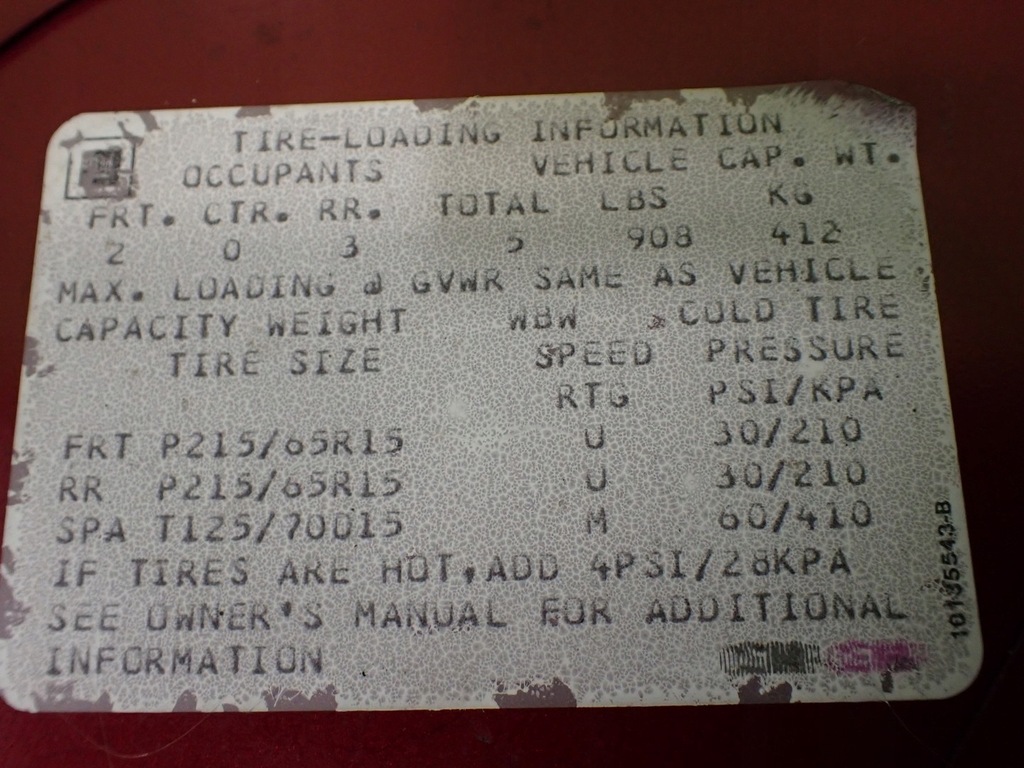 TIRE-LOADING INFORMATION
OCCUPANTS VEHICLE CAP. WT.
FRT. CTR. RR. TOTAL LBS KG
2 0 3 5 908 412
MAX. LOADING @ GVWR SAME AS VEHICLE
CAPACITY WEIGHT WBW COLD TIRE
TIRE SIZE SPEED PRESSURE
RTG PSI/KPA
FRT P215/65R15 U 30/210
RR P215/65R15 U 30/210
SPA T125/70D15 M 60/410
IF TIRES ARE HOT, ADD 4PSI/28KPA
SEE OWNER'S MANUAL FOR ADDITIONAL
INFORMATION
10135543-B